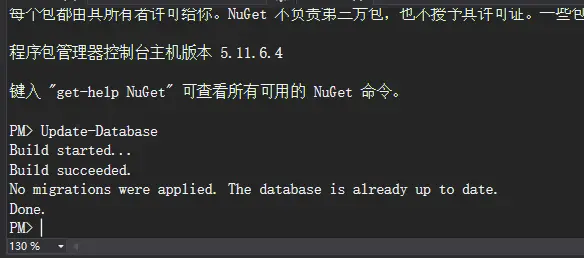 每个包都由其所有者许可给你。NuGet 不负责第三方包，也不授予其许可证。一些包
程序包管理器控制台主机版本 5.11.6.4
键入 "get-help NuGet" 可查看所有可用的 NuGet 命令。
PM> Update-Database
Build started...
Build succeeded.
No migrations were applied. The database is already up to date.
Done.
PM>
130 %